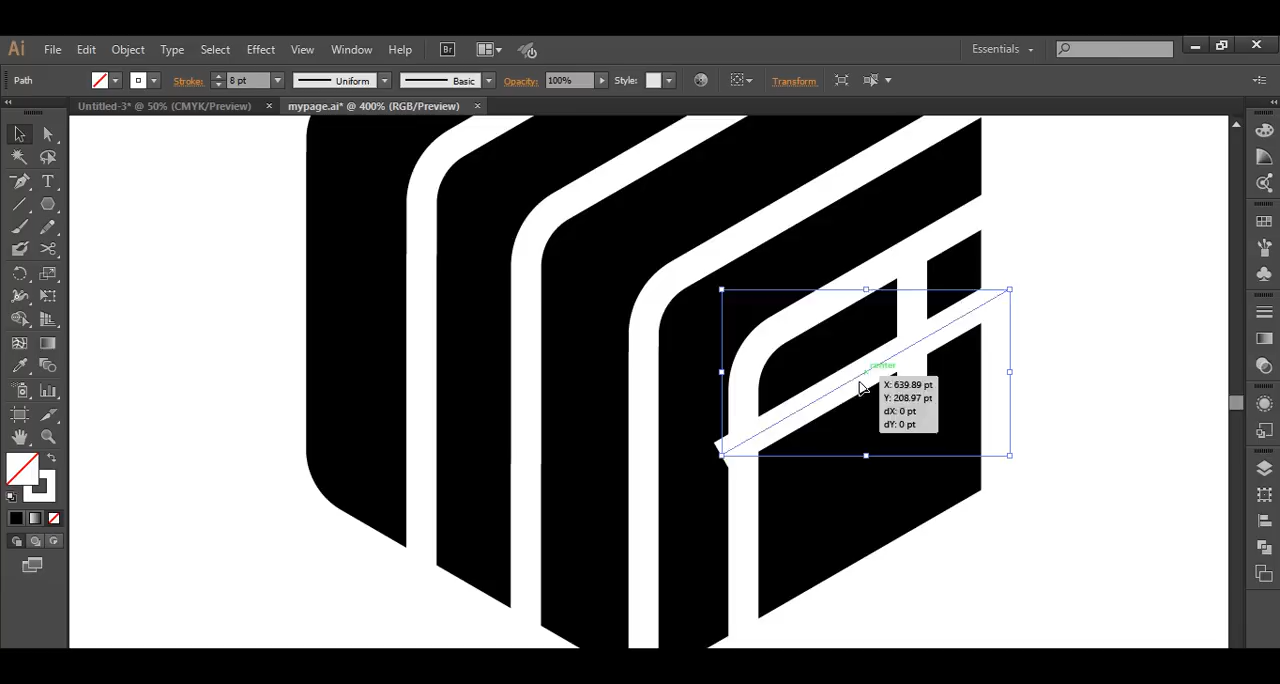 Ai File Edit Object Type Select Effect View Window Help Br Essentials
Path Stroke: 8 pt Uniform Basic Opacity: 100% Style: Transform
Untitled-3* @ 50% (CMYK/Preview) × mypage.ai* @ 400% (RGB/Preview) ×
center
X: 639.89 pt
Y: 208.97 pt
dX: 0 pt
dY: 0 pt